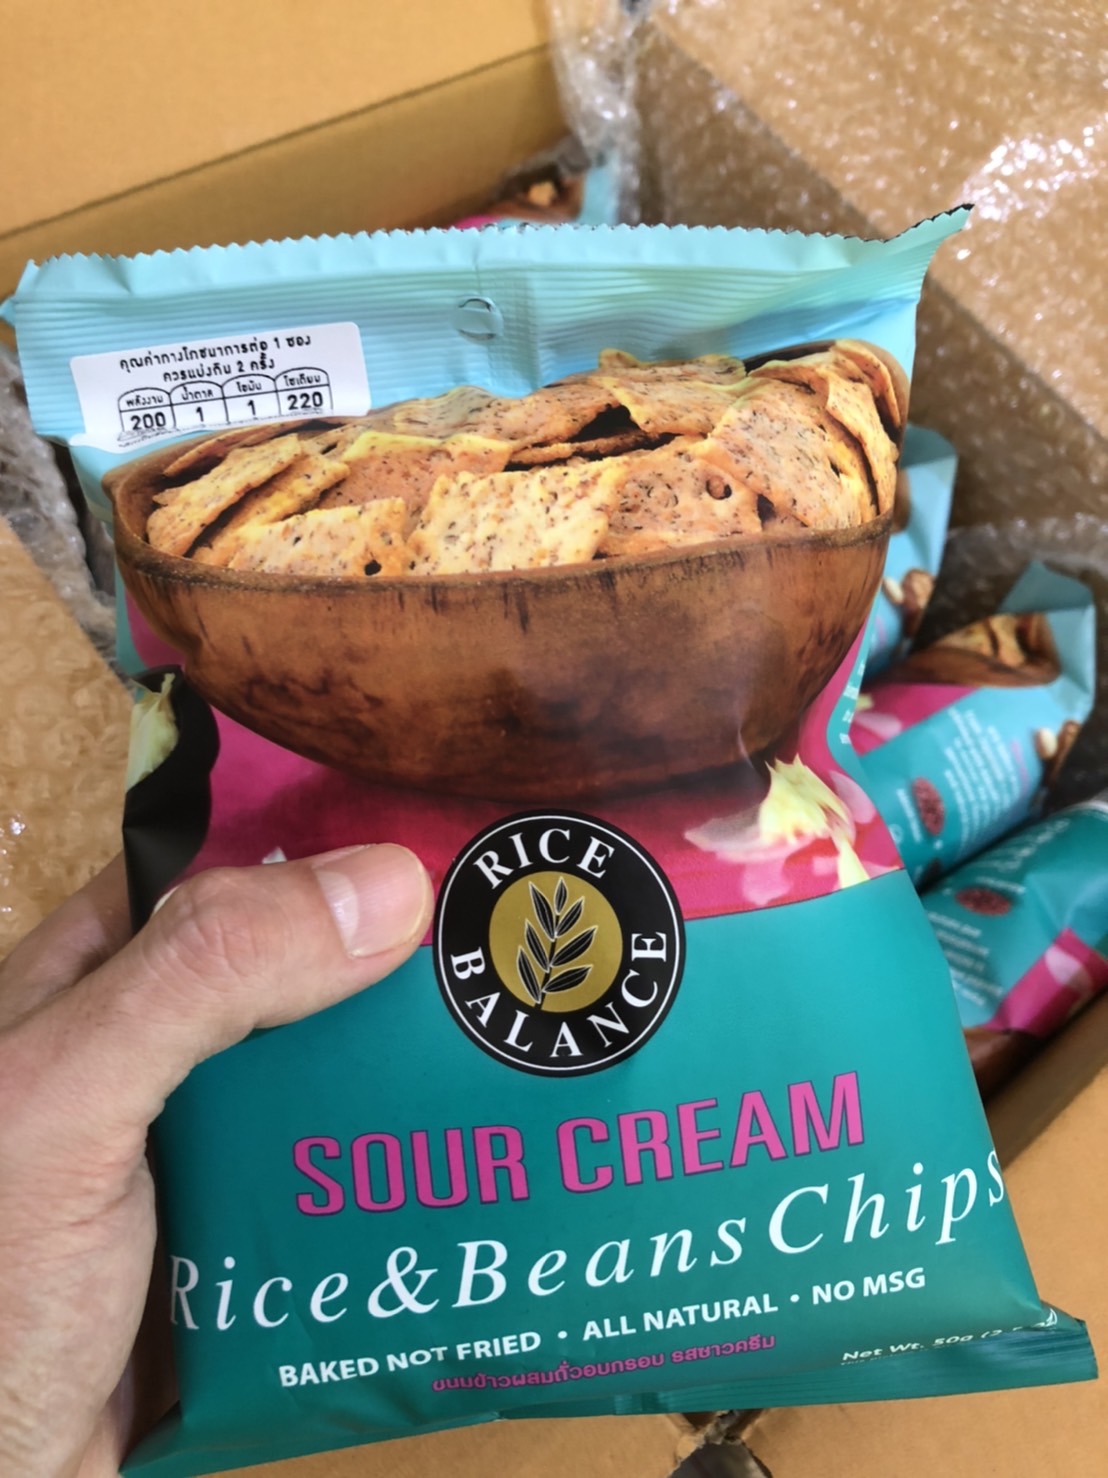 คุณค่าทางโภชนาการต่อ 1 ซอง
ควรแบ่งกิน 2 ครั้ง
พลังงาน น้ำตาล ไขมัน โซเดียม
200 1 1 220
RICE
BALANCE
SOUR CREAM
Rice&Beans Chips
BAKED NOT FRIED • ALL NATURAL • NO MSG
ขนมข้าวผสมถั่วอบกรอบ รสซาวครีม
Net Wt. 50g